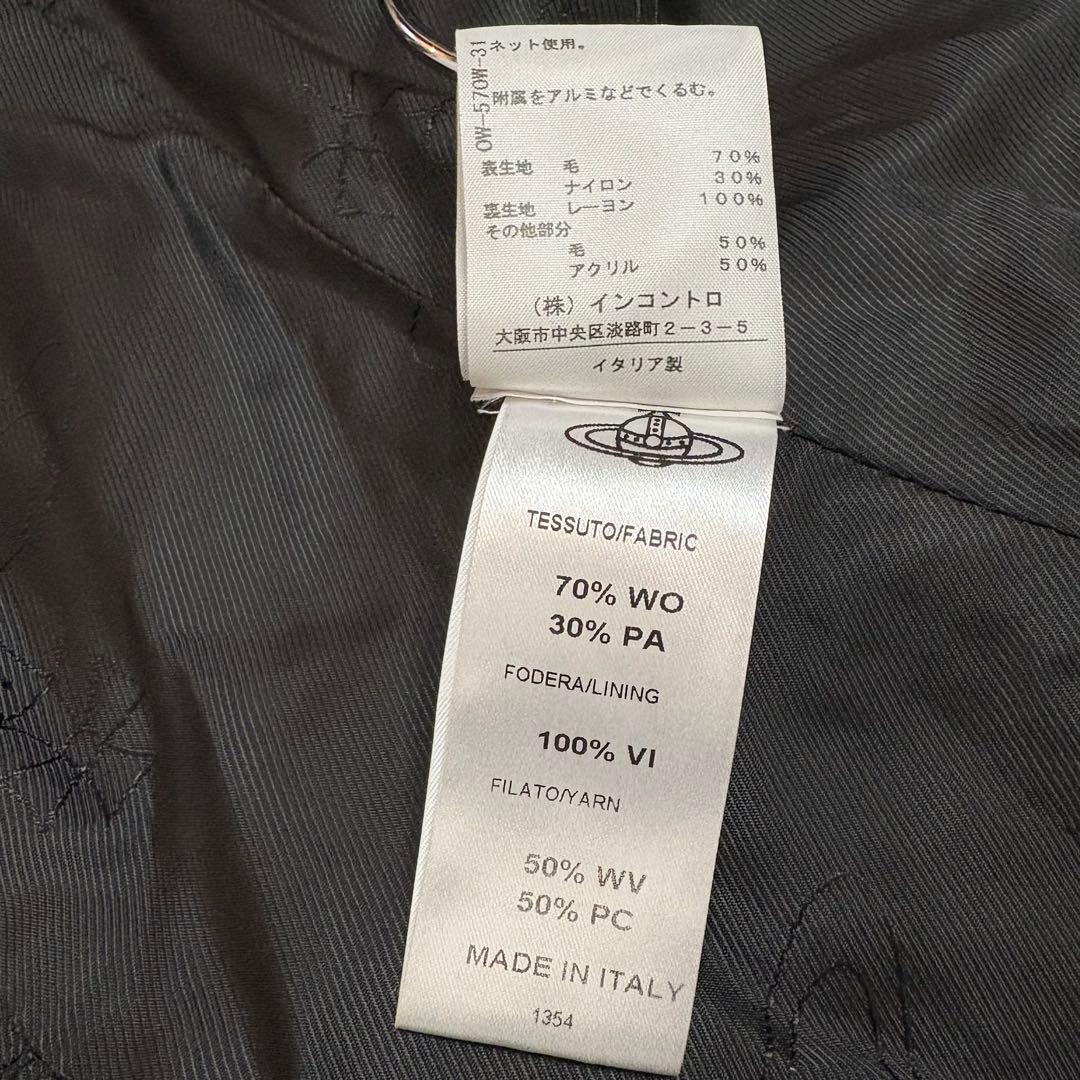 OW-570W-31
ネット使用。
附属をアルミなどでくるむ。
表生地 毛 70%
ナイロン 30%
裏生地 レーヨン 100%
その他部分
毛 50%
アクリル 50%
(株)インコントロ
大阪市中央区淡路町2-3-5
イタリア製
TESSUTO/FABRIC
70% WO
30% PA
FODERA/LINING
100% VI
FILATO/YARN
50% WV
50% PC
MADE IN ITALY
1354